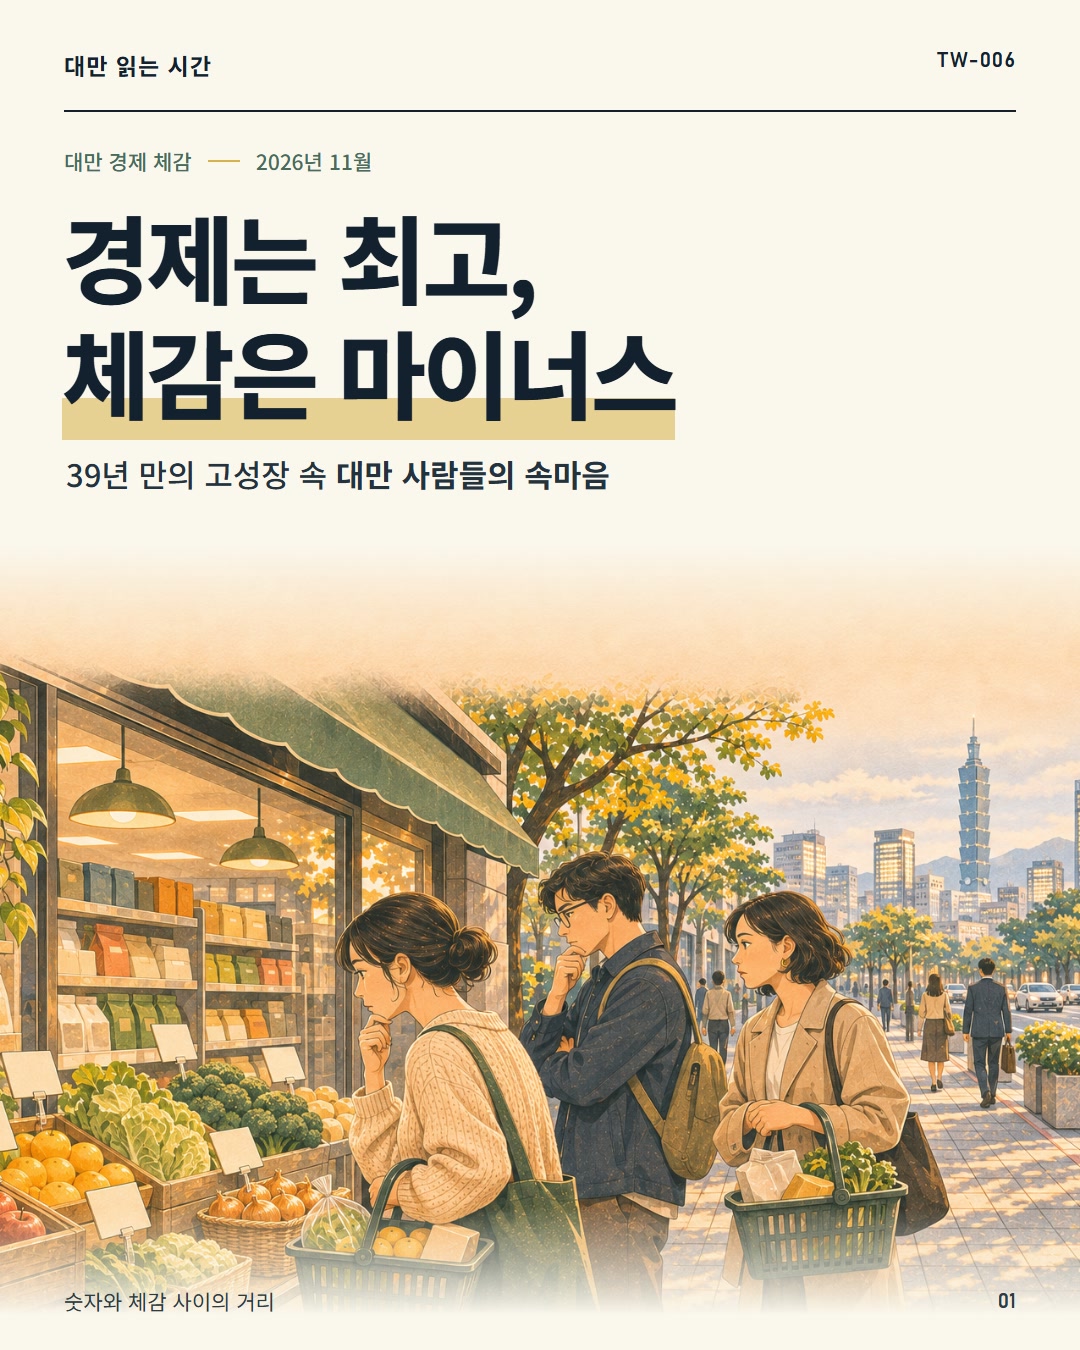 대만 읽는 시간
TW-006
대만 경제 체감 — 2026년 11월
경제는 최고,
체감은 마이너스
39년 만의 고성장 속 대만 사람들의 속마음
숫자와 체감 사이의 거리
01